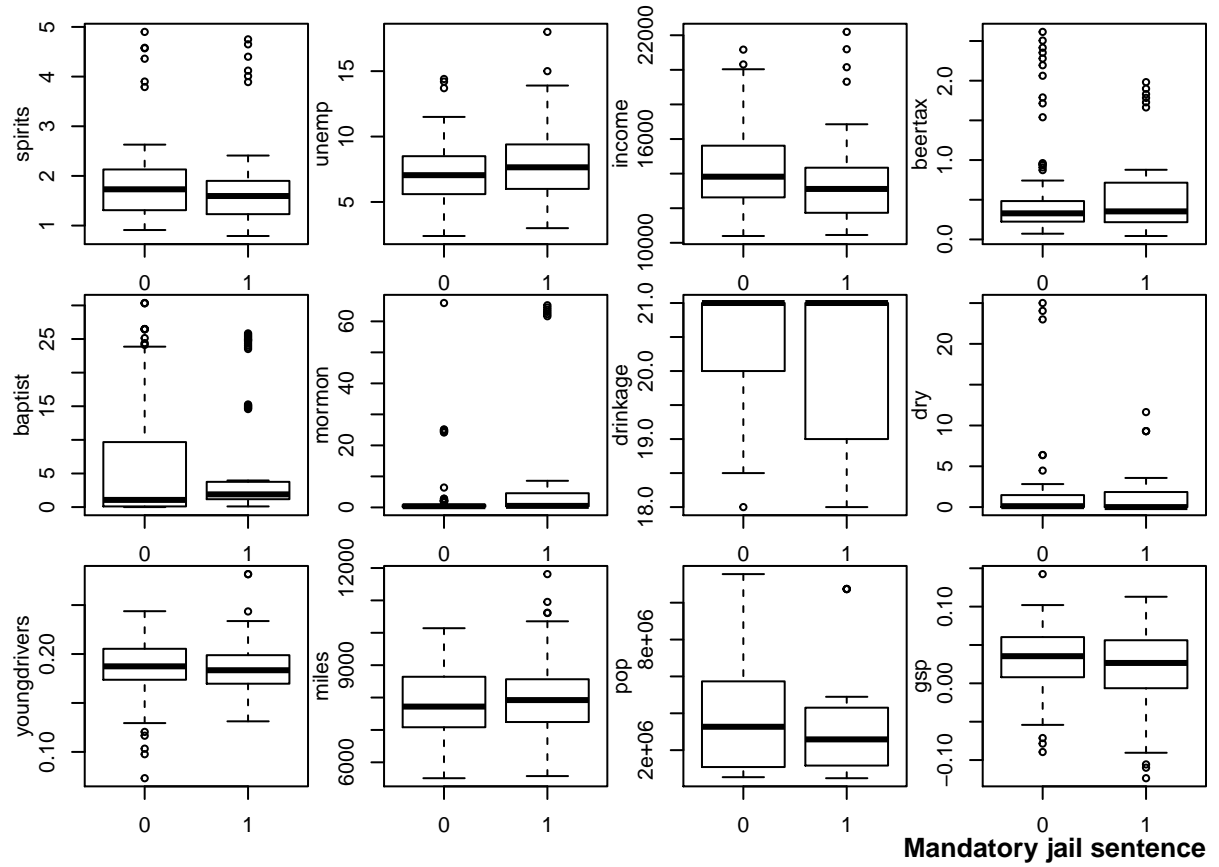 spirits
1 2 3 4 5
0 1
unemp
5 10 15
0 1
income
10000 16000 22000
0 1
beertax
0.0 1.0 2.0
0 1
baptist
0 5 15 25
0 1
mormon
0 20 40 60
0 1
drinkage
18.0 19.0 20.0 21.0
0 1
dry
0 5 10 20
0 1
youngdrivers
0.10 0.20
0 1
miles
6000 9000 12000
0 1
pop
2e+06 8e+06
0 1
gsp
−0.10 0.00 0.10
0 1
Mandatory jail sentence